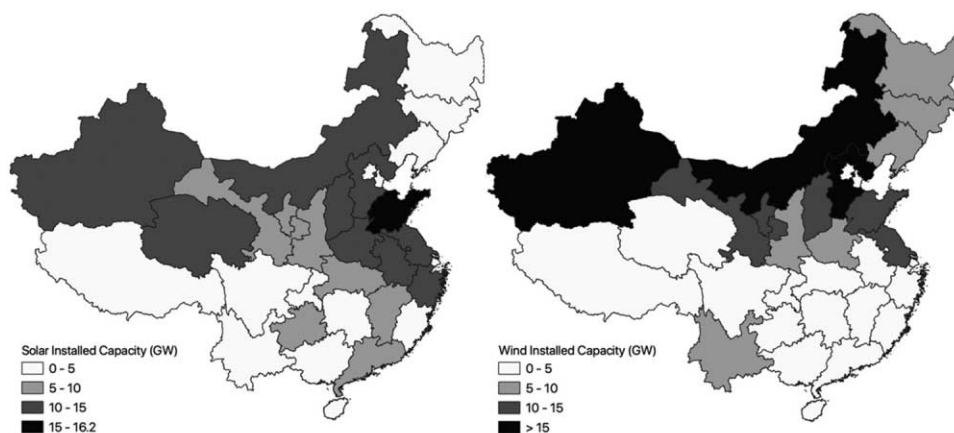 Solar Installed Capacity (GW)
0 - 5
5 - 10
10 - 15
15 - 16.2
Wind Installed Capacity (GW)
0 - 5
5 - 10
10 - 15
> 15